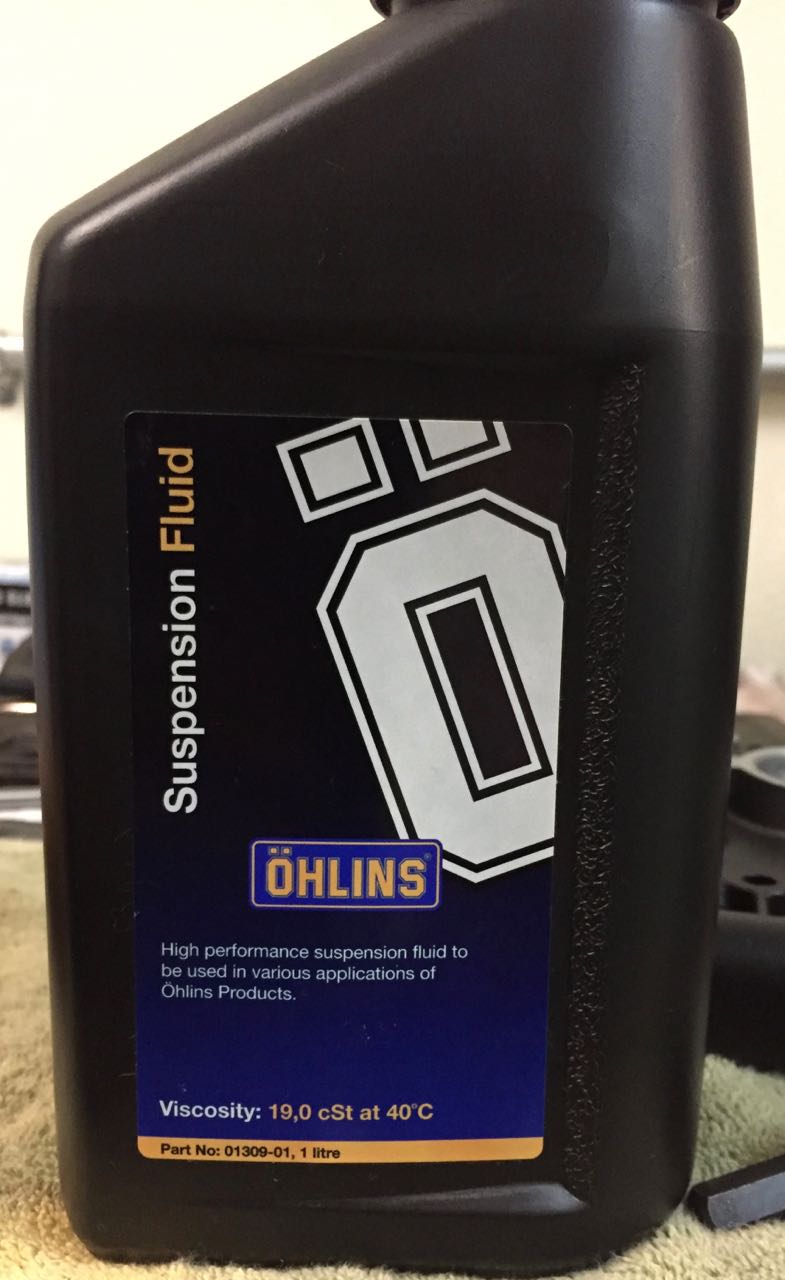 Suspension Fluid
Ö
ÖHLINS
High performance suspension fluid to
be used in various applications of
Öhlins Products.
Viscosity: 19,0 cSt at 40°C
Part No: 01309-01, 1 litre